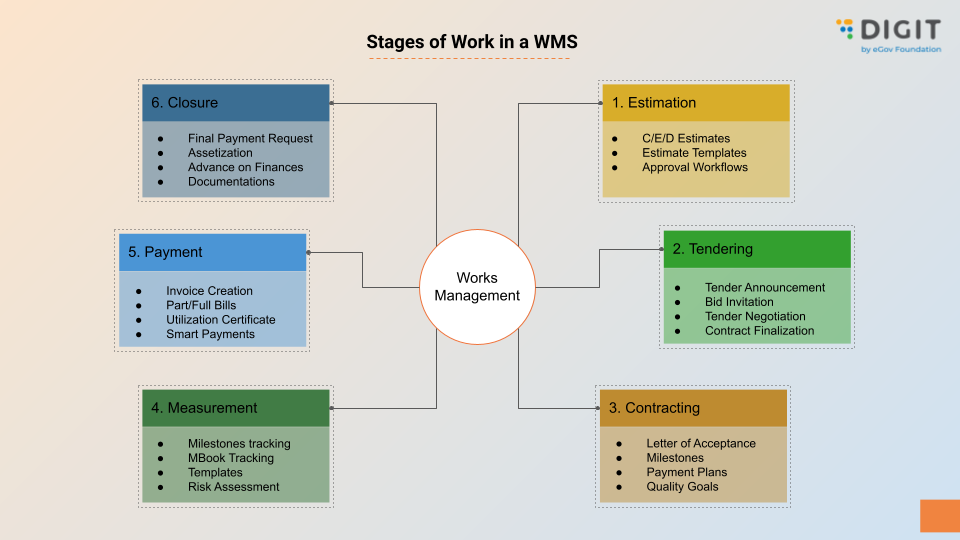 Stages of Work in a WMS
DIGIT
by eGov Foundation
6. Closure
● Final Payment Request
● Assetization
● Advance on Finances
● Documentations
1. Estimation
● C/E/D Estimates
● Estimate Templates
● Approval Workflows
5. Payment
● Invoice Creation
● Part/Full Bills
● Utilization Certificate
● Smart Payments
Works
Management
2. Tendering
● Tender Announcement
● Bid Invitation
● Tender Negotiation
● Contract Finalization
4. Measurement
● Milestones tracking
● MBook Tracking
● Templates
● Risk Assessment
3. Contracting
● Letter of Acceptance
● Milestones
● Payment Plans
● Quality Goals